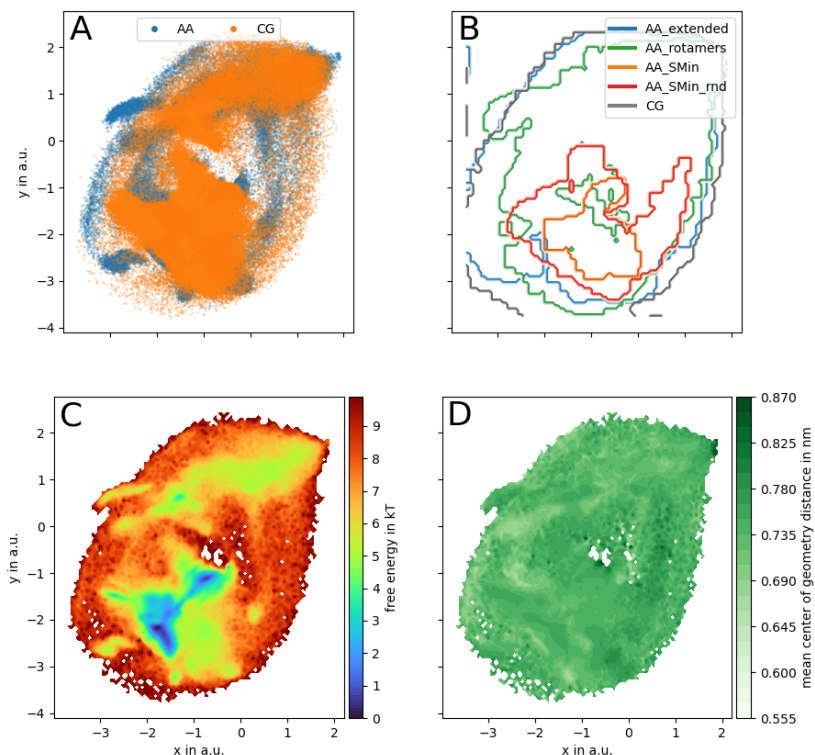 A
AA CG
2
1
0
−1
−2
−3
−4
y in a.u.
B
AA_extended
AA_rotamers
AA_SMin
AA_SMin_rnd
CG
C
2
1
0
−1
−2
−3
−4
y in a.u.
−3 −2 −1 0 1 2
x in a.u.
9
8
7
6
5
4
3
2
1
0
free energy in kT
D
−3 −2 −1 0 1 2
x in a.u.
0.870
0.825
0.780
0.735
0.690
0.645
0.600
0.555
mean center of geometry distance in nm